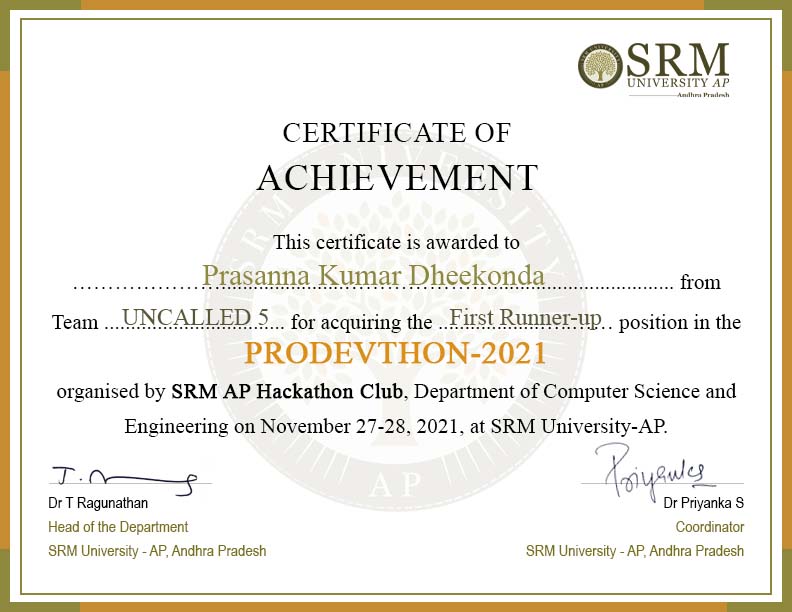 SRM
UNIVERSITY AP
Andhra Pradesh
CERTIFICATE OF
ACHIEVEMENT
This certificate is awarded to
Prasanna Kumar Dheekonda from
Team UNCALLED 5 for acquiring the First Runner-up position in the
PRODEVTHON-2021
organised by SRM AP Hackathon Club, Department of Computer Science and
Engineering on November 27-28, 2021, at SRM University-AP.
SRM UNIVERSITY
AP
T. Priyanka
Dr T Ragunathan Dr Priyanka S
Head of the Department Coordinator
SRM University - AP, Andhra Pradesh SRM University - AP, Andhra Pradesh